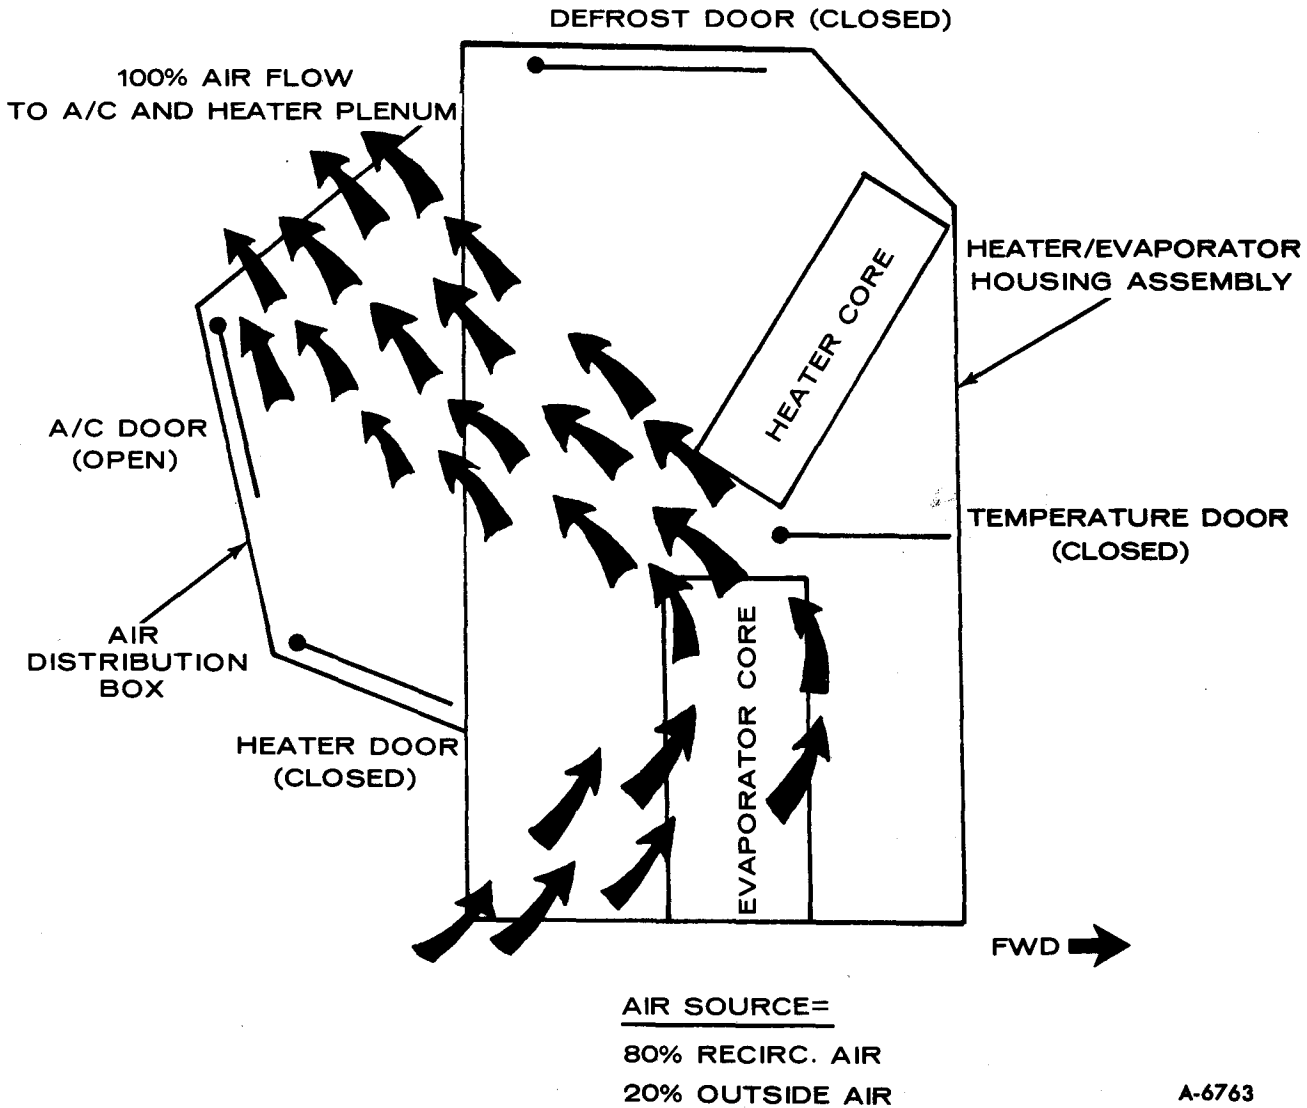 DEFROST DOOR (CLOSED)
100% AIR FLOW
TO A/C AND HEATER PLENUM
HEATER/EVAPORATOR
HOUSING ASSEMBLY
HEATER CORE
A/C DOOR
(OPEN)
TEMPERATURE DOOR
(CLOSED)
AIR
DISTRIBUTION
BOX
EVAPORATOR CORE
HEATER DOOR
(CLOSED)
FWD
AIR SOURCE=
80% RECIRC. AIR
20% OUTSIDE AIR
A-6763